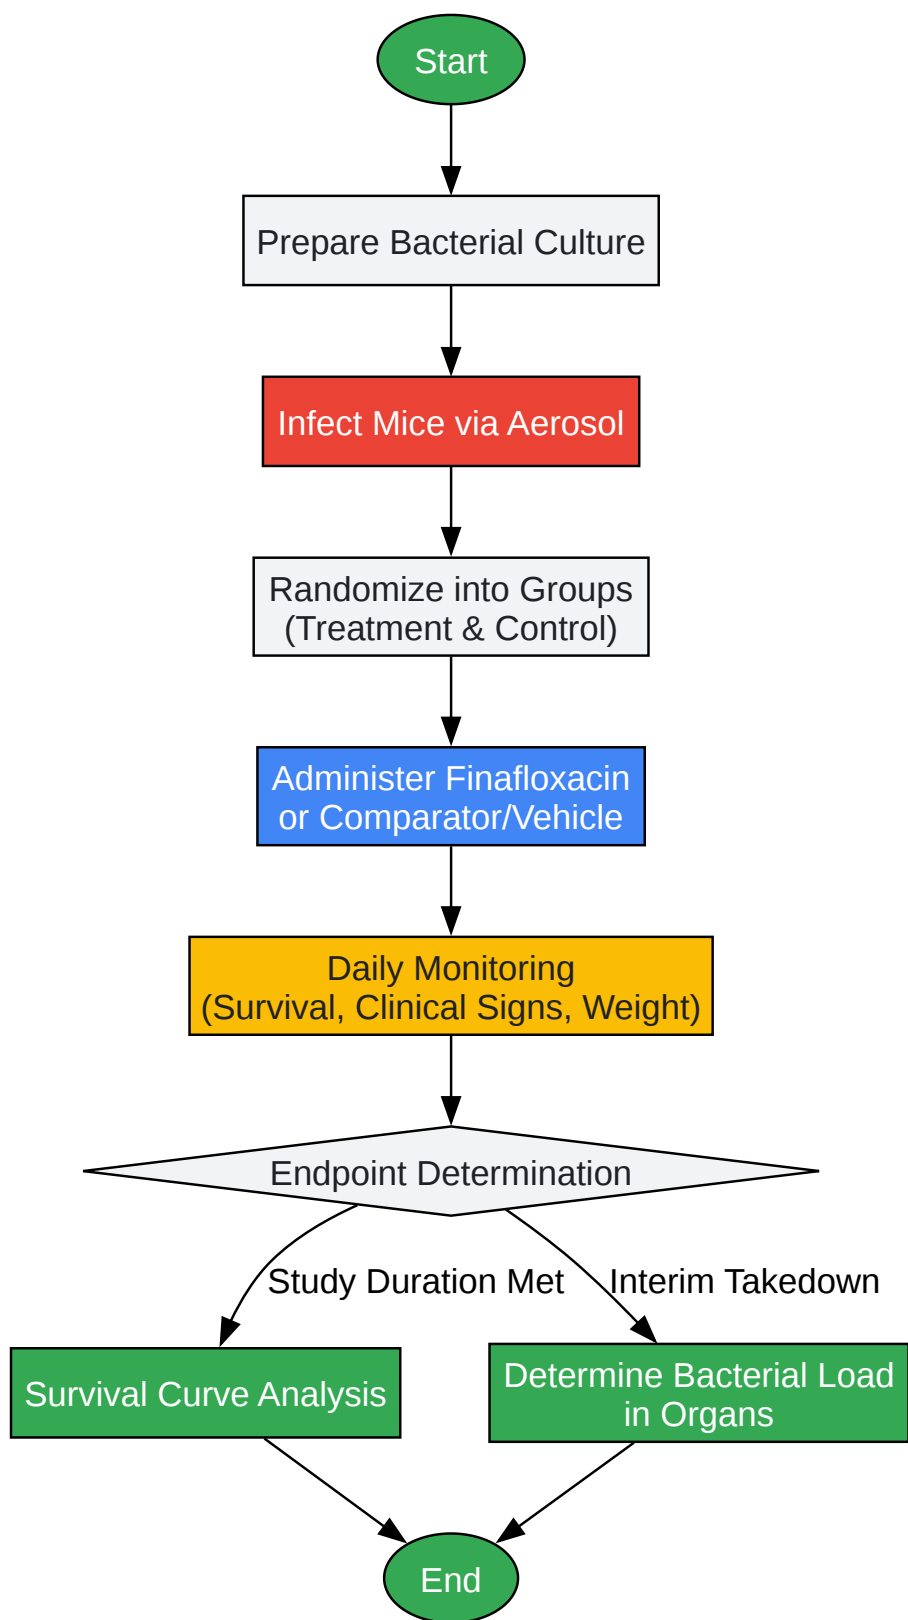 Start
Prepare Bacterial Culture
Infect Mice via Aerosol
Randomize into Groups
(Treatment & Control)
Administer Finafloxacin
or Comparator/Vehicle
Daily Monitoring
(Survival, Clinical Signs, Weight)
Endpoint Determination
Study Duration Met
Interim Takedown
Survival Curve Analysis
Determine Bacterial Load
in Organs
End